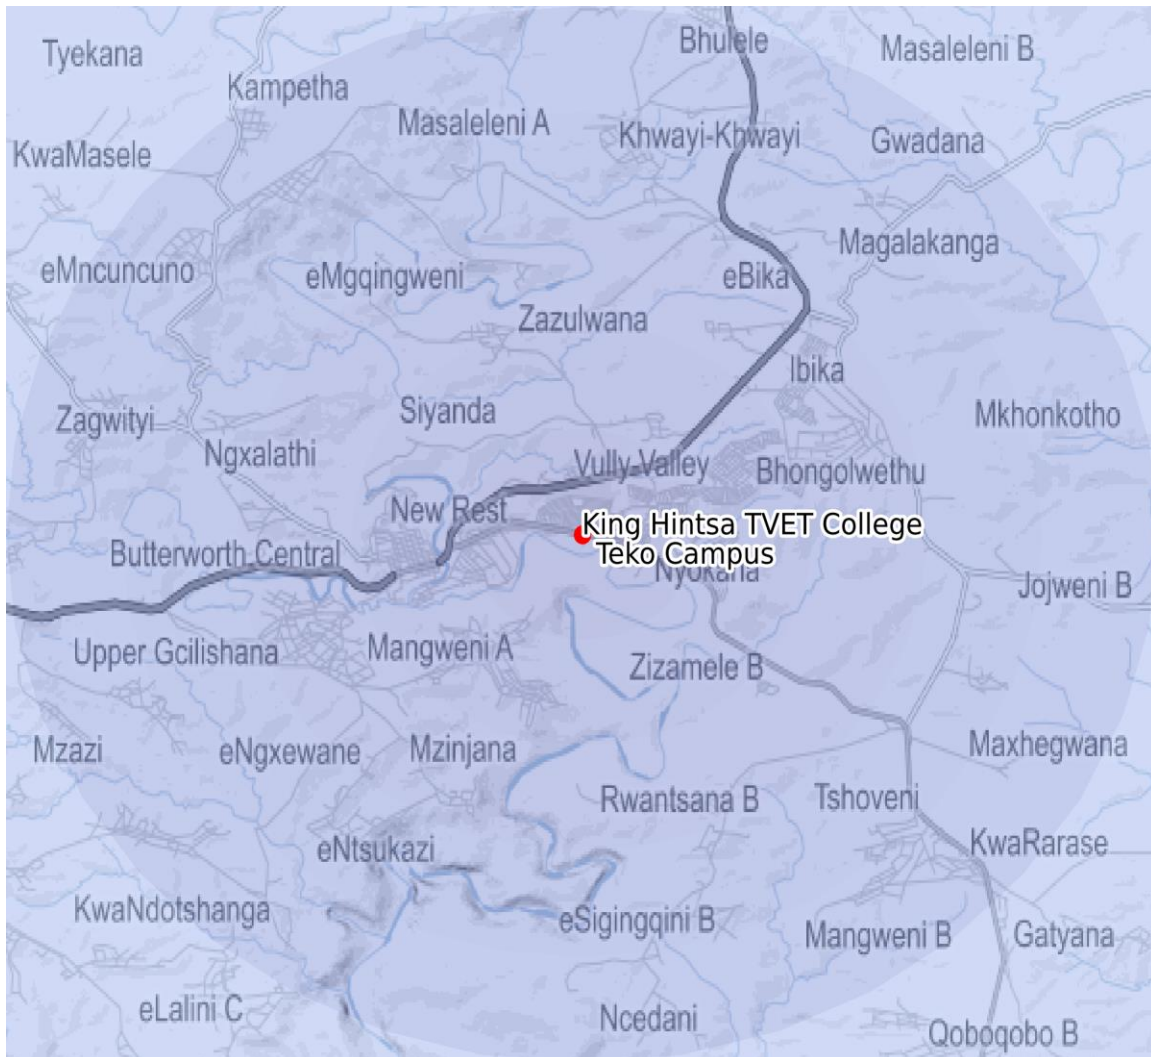 Bhulele
Tyekana
Masaleleni B
Kampetha
Masaleleni A
Khwayi-Khwayi
Gwadana
KwaMasele
Magalakanga
eMncuncuno
eMgqingweni
eBika
Zazulwana
Ibika
Siyanda
Zagwityi
Mkhonkotho
Ngxalathi
Vully-Valley
Bhongolwethu
New Rest
King Hintsa TVET College
Teko Campus
Butterworth Central
Nyokana
Jojweni B
Upper Gcilishana
Mangweni A
Zizamele B
Mzazi
eNgxewane
Mzinjana
Maxhegwana
Rwantsana B
Tshoveni
eNtsukazi
KwaRarase
KwaNdotshanga
eSigingqini B
Mangweni B
Gatyana
eLalini C
Ncedani
Qoboqobo B